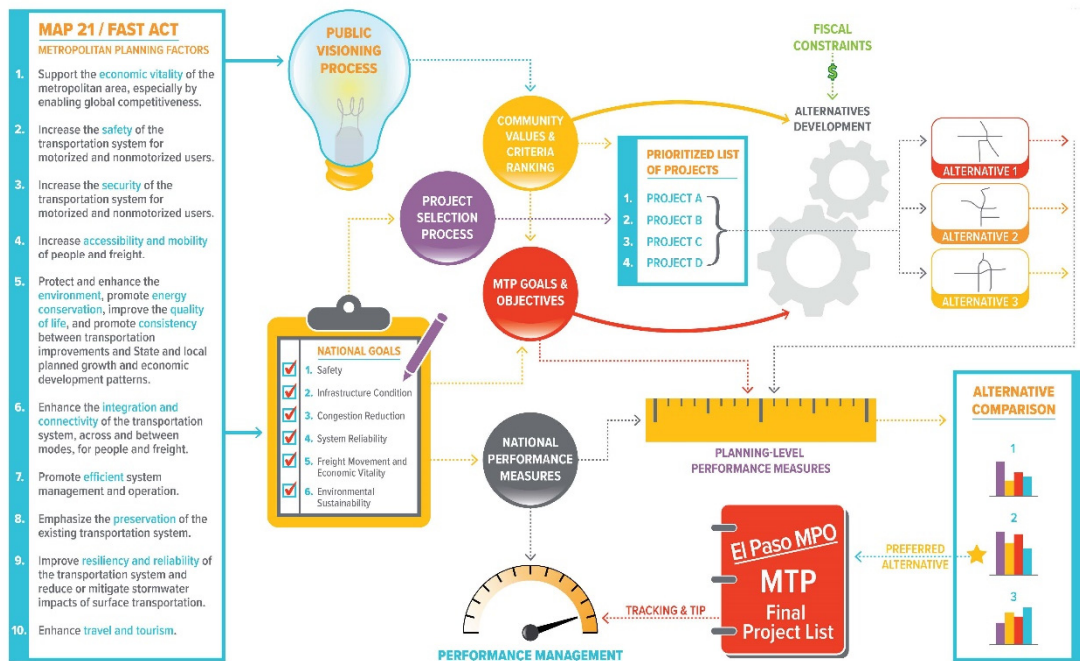 MAP 21 / FAST ACT
METROPOLITAN PLANNING FACTORS
1. Support the economic vitality of the
metropolitan area, especially by
enabling global competitiveness.
2. Increase the safety of the
transportation system for
motorized and nonmotorized users.
3. Increase the security of the
transportation system for
motorized and nonmotorized users.
4. Increase accessibility and mobility
of people and freight.
5. Protect and enhance the
environment, promote energy
conservation, improve the quality
of life, and promote consistency
between transportation
improvements and State and local
planned growth and economic
development patterns.
6. Enhance the integration and
connectivity of the transportation
system, across and between
modes, for people and freight.
7. Promote efficient system
management and operation.
8. Emphasize the preservation of the
existing transportation system.
9. Improve resiliency and reliability of
the transportation system and
reduce or mitigate stormwater
impacts of surface transportation.
10. Enhance travel and tourism.
PUBLIC
VISIONING
PROCESS
COMMUNITY
VALUES &
CRITERIA
RANKING
FISCAL
CONSTRAINTS
$
ALTERNATIVES
DEVELOPMENT
PROJECT
SELECTION
PROCESS
PRIORITIZED LIST
OF PROJECTS
1. PROJECT A
2. PROJECT B
3. PROJECT C
4. PROJECT D
ALTERNATIVE 1
ALTERNATIVE 2
ALTERNATIVE 3
MTP GOALS &
OBJECTIVES
NATIONAL GOALS
1. Safety
2. Infrastructure Condition
3. Congestion Reduction
4. System Reliability
5. Freight Movement and
Economic Vitality
6. Environmental
Sustainability
NATIONAL
PERFORMANCE
MEASURES
PLANNING-LEVEL
PERFORMANCE MEASURES
ALTERNATIVE
COMPARISON
1
2
3
PREFERRED
ALTERNATIVE
El Paso MPO
MTP
Final
Project List
TRACKING & TIP
PERFORMANCE MANAGEMENT